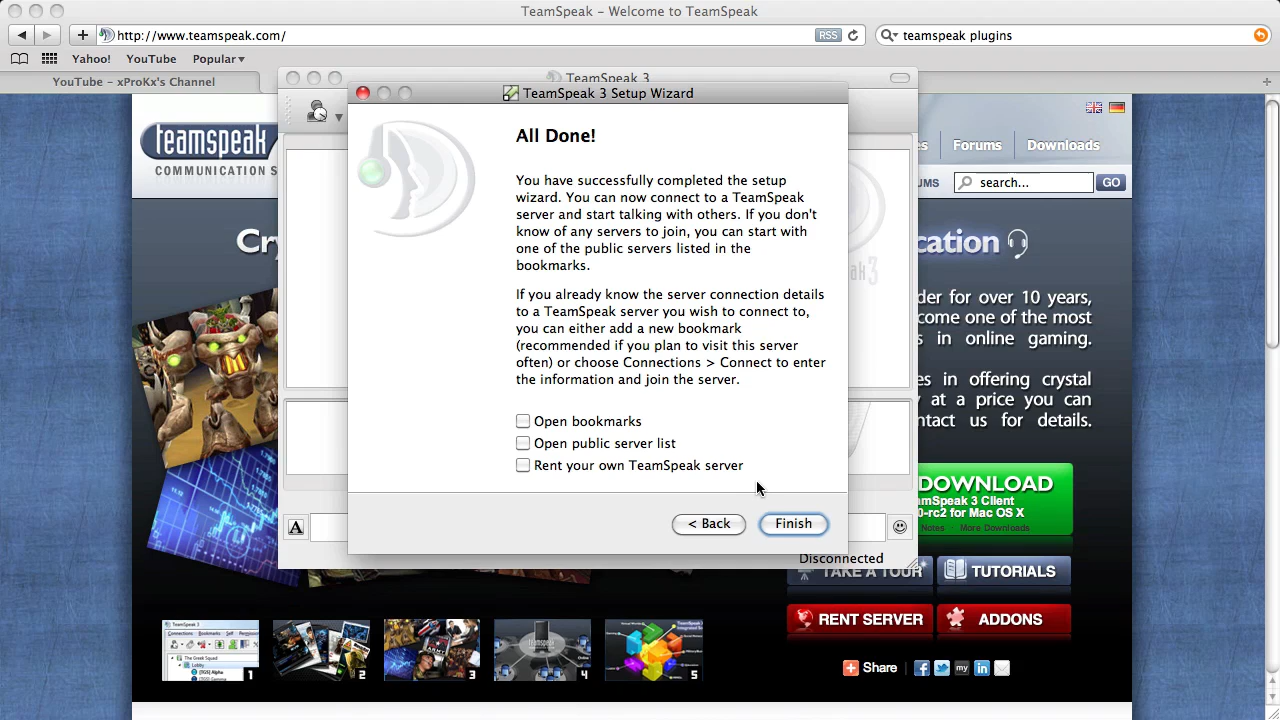 TeamSpeak - Welcome to TeamSpeak
http://www.teamspeak.com/
RSS
teamspeak plugins
Yahoo!
YouTube
Popular
YouTube - xProKx's Channel
TeamSpeak 3
TeamSpeak 3 Setup Wizard
teamspeak
COMMUNICATION S
es
Forums
Downloads
UMS
search...
GO
All Done!
You have successfully completed the setup
wizard. You can now connect to a TeamSpeak
server and start talking with others. If you don't
know of any servers to join, you can start with
one of the public servers listed in the
bookmarks.
If you already know the server connection details
to a TeamSpeak server you wish to connect to,
you can either add a new bookmark
(recommended if you plan to visit this server
often) or choose Connections > Connect to enter
the information and join the server.
Open bookmarks
Open public server list
Rent your own TeamSpeak server
< Back
Finish
A
Disconnected
Cry
ication
der for over 10 years,
come one of the most
s in online gaming.
es in offering crystal
y at a price you can
ntact us for details.
DOWNLOAD
mSpeak 3 Client
0-rc2 for Mac OS X
Notes
More Downloads
TAKE A TOUR
TUTORIALS
RENT SERVER
ADDONS
1
2
3
4
5
Share
my
in